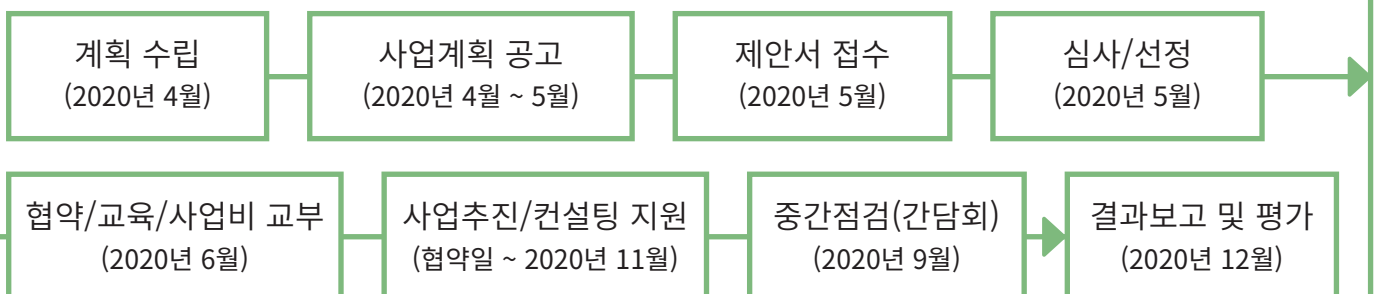 계획 수립
(2020년 4월)
사업계획 공고
(2020년 4월 ~ 5월)
제안서 접수
(2020년 5월)
심사/선정
(2020년 5월)
협약/교육/사업비 교부
(2020년 6월)
사업추진/컨설팅 지원
(협약일 ~ 2020년 11월)
중간점검(간담회)
(2020년 9월)
결과보고 및 평가
(2020년 12월)